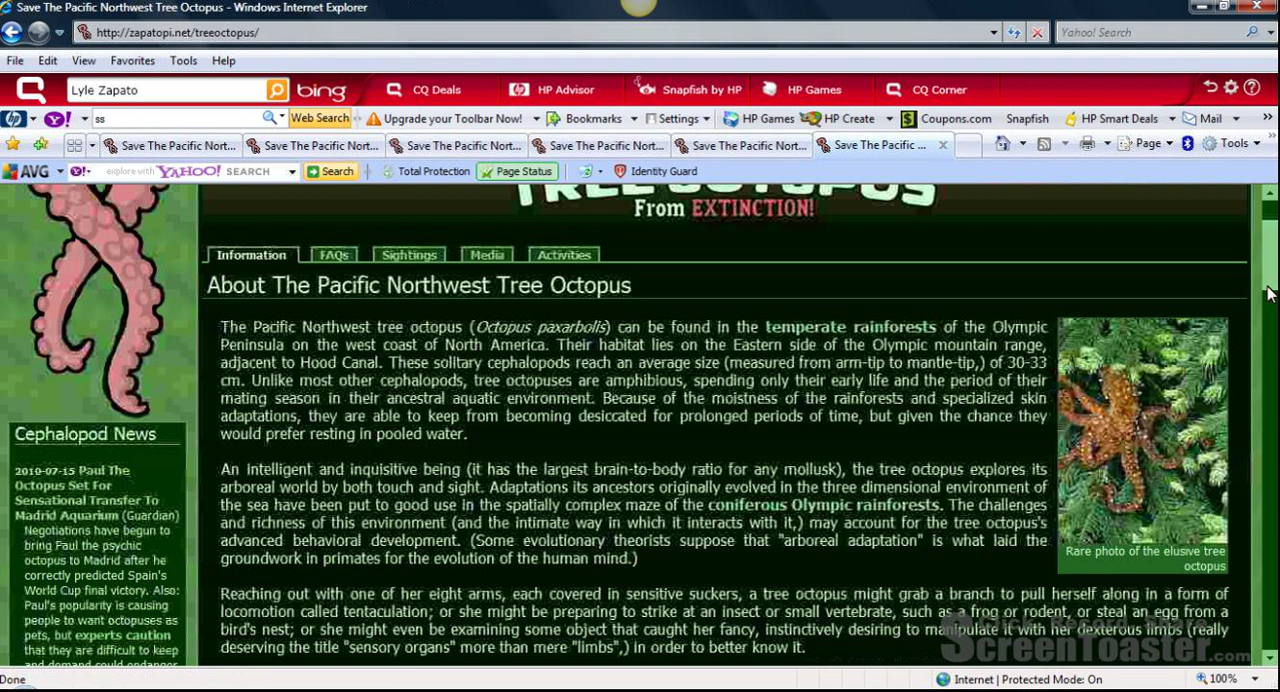 Save The Pacific Northwest Tree Octopus - Windows Internet Explorer
http://zapatopi.net/treeoctopus/
Yahoo! Search
File Edit View Favorites Tools Help
Lyle Zapato bing CQ Deals HP Advisor Snapfish by HP HP Games CQ Corner
hp Y! ss Web Search Upgrade your Toolbar Now! Bookmarks Settings HP Games HP Create Coupons.com Snapfish HP Smart Deals Mail
Save The Pacific Nort... Save The Pacific Nort... Save The Pacific Nort... Save The Pacific Nort... Save The Pacific Nort... Save The Pacific ... Page Tools
AVG Y! explore with YAHOO! SEARCH Search Total Protection Page Status Identity Guard
TREE OCTOPUS
From EXTINCTION!
Information FAQs Sightings Media Activities
About The Pacific Northwest Tree Octopus
The Pacific Northwest tree octopus (Octopus paxarbolis) can be found in the temperate rainforests of the Olympic
Peninsula on the west coast of North America. Their habitat lies on the Eastern side of the Olympic mountain range,
adjacent to Hood Canal. These solitary cephalopods reach an average size (measured from arm-tip to mantle-tip,) of 30-33
cm. Unlike most other cephalopods, tree octopuses are amphibious, spending only their early life and the period of their
mating season in their ancestral aquatic environment. Because of the moistness of the rainforests and specialized skin
adaptations, they are able to keep from becoming desiccated for prolonged periods of time, but given the chance they
would prefer resting in pooled water.
An intelligent and inquisitive being (it has the largest brain-to-body ratio for any mollusk), the tree octopus explores its
arboreal world by both touch and sight. Adaptations its ancestors originally evolved in the three dimensional environment of
the sea have been put to good use in the spatially complex maze of the coniferous Olympic rainforests. The challenges
and richness of this environment (and the intimate way in which it interacts with it,) may account for the tree octopus's
advanced behavioral development. (Some evolutionary theorists suppose that "arboreal adaptation" is what laid the
groundwork in primates for the evolution of the human mind.)
Rare photo of the elusive tree
octopus
Reaching out with one of her eight arms, each covered in sensitive suckers, a tree octopus might grab a branch to pull herself along in a form of
locomotion called tentaculation; or she might be preparing to strike at an insect or small vertebrate, such as a frog or rodent, or steal an egg from a
bird's nest; or she might even be examining some object that caught her fancy, instinctively desiring to manipulate it with her dexterous limbs (really
deserving the title "sensory organs" more than mere "limbs",) in order to better know it.
Cephalopod News
2010-07-15 Paul The
Octopus Set For
Sensational Transfer To
Madrid Aquarium (Guardian)
Negotiations have begun to
bring Paul the psychic
octopus to Madrid after he
correctly predicted Spain's
World Cup final victory. Also:
Paul's popularity is causing
people to want octopuses as
pets, but experts caution
that they are difficult to keep
and demand could endanger
Click. Record. Share.
ScreenToaster.com
Done Internet | Protected Mode: On 100%